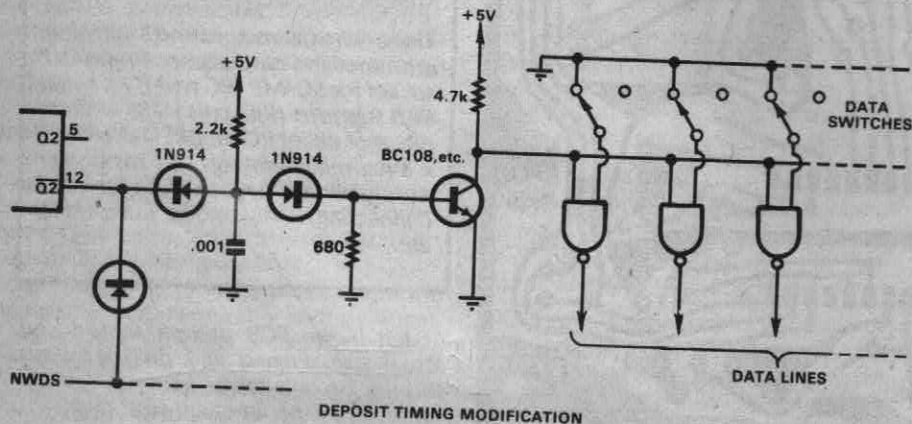 +5V
+5V
4.7k
2.2k
DATA
SWITCHES
Q2 5
1N914
1N914
BC108, etc.
Q2 12
.001
680
NWDS
DATA LINES
DEPOSIT TIMING MODIFICATION